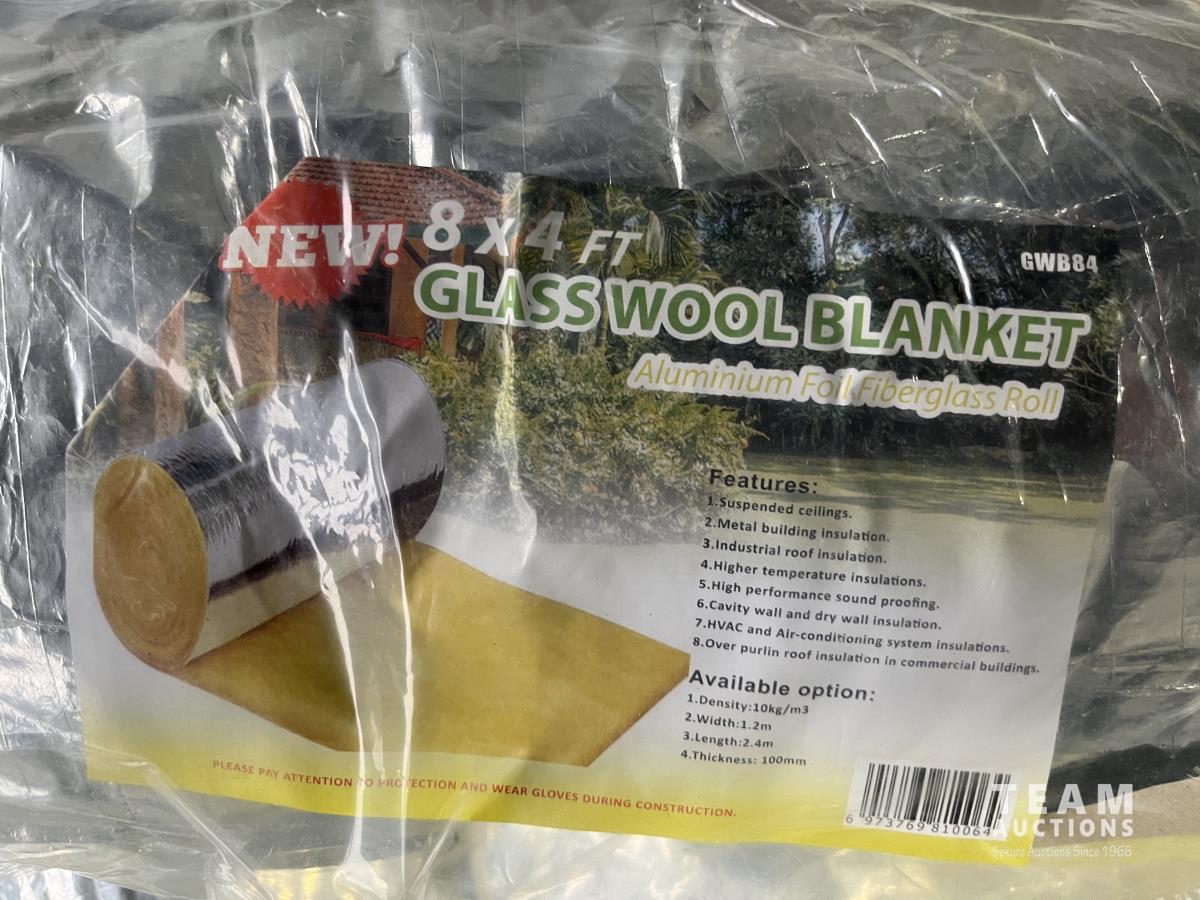 NEW! 8 X 4 FT
GWB84
GLASS WOOL BLANKET
Aluminium Foil Fiberglass Roll
Features:
1.Suspended ceilings.
2.Metal building insulation.
3.Industrial roof insulation.
4.Higher temperature insulations.
5.High performance sound proofing.
6.Cavity wall and dry wall insulation.
7.HVAC and Air-conditioning system insulations.
8.Over purlin roof insulation in commercial buildings.
Available option:
1.Density:10kg/m3
2.Width:1.2m
3.Length:2.4m
4.Thickness: 100mm
PLEASE PAY ATTENTION TO PROTECTION AND WEAR GLOVES DURING CONSTRUCTION.
6 973769 810064
TEAM
AUCTIONS
Sekura Auctions Since 1966